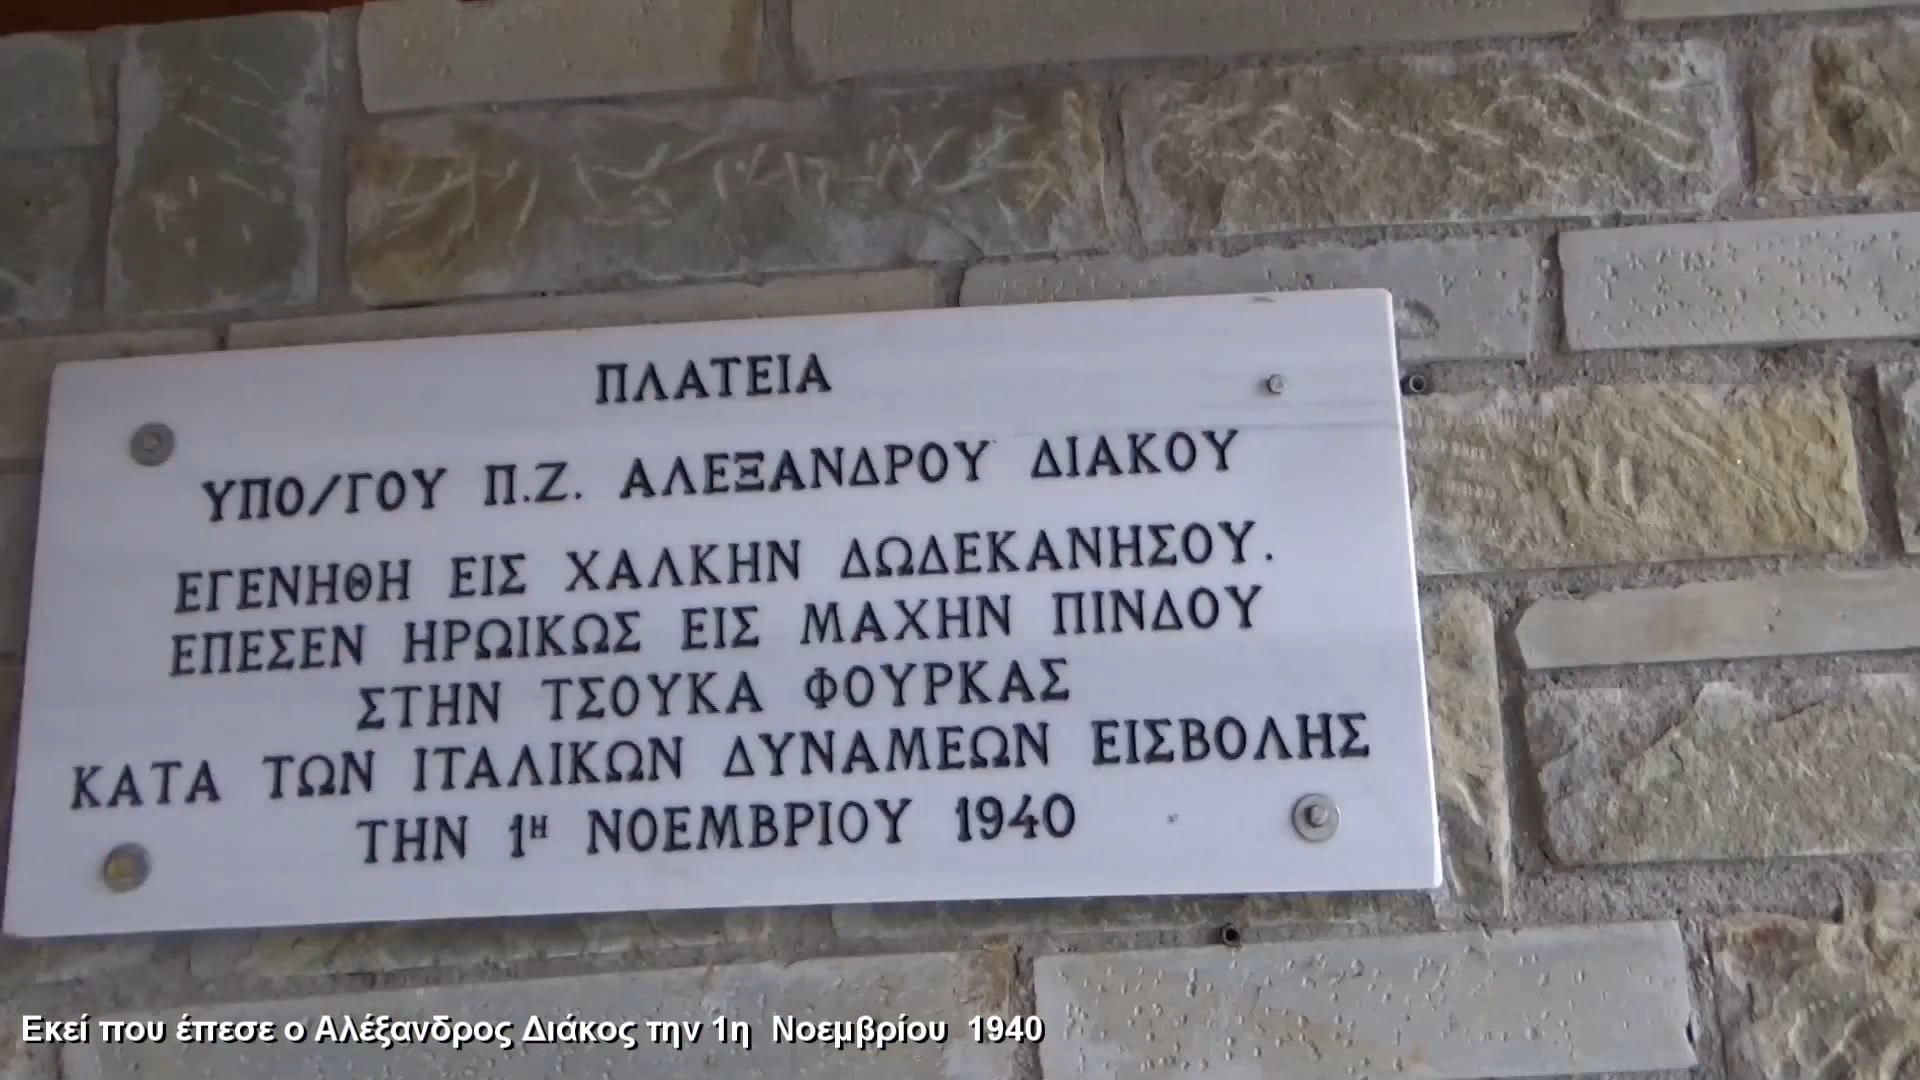 ΠΛΑΤΕΙΑ
ΥΠΟ/ΓΟΥ Π.Ζ. ΑΛΕΞΑΝΔΡΟΥ ΔΙΑΚΟΥ
ΕΓΕΝΗΘΗ ΕΙΣ ΧΑΛΚΗΝ ΔΩΔΕΚΑΝΗΣΟΥ.
ΕΠΕΣΕΝ ΗΡΩΙΚΩΣ ΕΙΣ ΜΑΧΗΝ ΠΙΝΔΟΥ
ΣΤΗΝ ΤΣΟΥΚΑ ΦΟΥΡΚΑΣ
ΚΑΤΑ ΤΩΝ ΙΤΑΛΙΚΩΝ ΔΥΝΑΜΕΩΝ ΕΙΣΒΟΛΗΣ
ΤΗΝ 1Η ΝΟΕΜΒΡΙΟΥ 1940
Εκεί που έπεσε ο Αλέξανδρος Διάκος την 1η Νοεμβρίου 1940